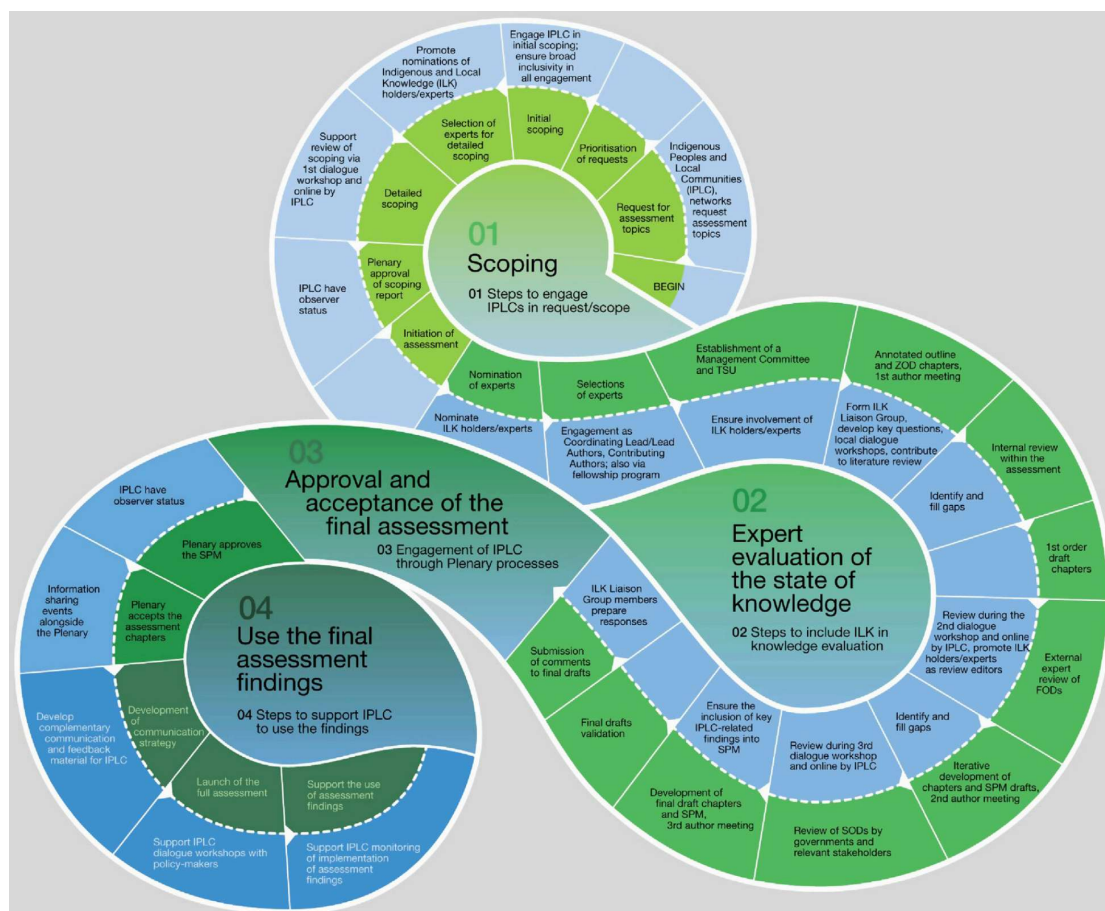 01
Scoping
01 Steps to engage
IPLCs in request/scope
BEGIN
Request for
assessment
topics
Indigenous
Peoples and
Local
Communities
(IPLC),
networks
request
assessment
topics
Prioritisation
of requests
Initial
scoping
Engage IPLC in
initial scoping;
ensure broad
inclusivity in
all engagement
Selection of
experts for
detailed
scoping
Promote
nominations of
Indigenous and Local
Knowledge (ILK)
holders/experts
Detailed
scoping
Support
review of
scoping via
1st dialogue
workshop and
online by
IPLC
Plenary
approval
of scoping
report
IPLC have
observer
status
Initiation of
assessment
Nomination
of experts
Nominate
ILK holders/experts
Selections
of experts
Engagement as
Coordinating Lead/Lead
Authors, Contributing
Authors; also via
fellowship program
Establishment of a
Management Committee
and TSU
Ensure involvement of
ILK holders/experts
Annotated outline
and ZOD chapters,
1st author meeting
Form ILK
Liaison Group,
develop key questions,
local dialogue
workshops, contribute
to literature review
Internal review
within the
assessment
Identify and
fill gaps
1st order
draft
chapters
02
Expert
evaluation of
the state of
knowledge
02 Steps to include ILK in
knowledge evaluation
External
expert
review of
FODs
Review during the
2nd dialogue
workshop and online
by IPLC, promote ILK
holders/experts
as review editors
Iterative
development of
chapters and SPM drafts,
2nd author meeting
Identify and
fill gaps
Review of SODs by
governments and
relevant stakeholders
Review during 3rd
dialogue workshop
and online by IPLC
Development of
final draft chapters
and SPM,
3rd author meeting
Ensure the
inclusion of key
IPLC-related
findings into
SPM
Final drafts
validation
Submission
of comments
to final drafts
ILK Liaison
Group members
prepare
responses
03
Approval and
acceptance of the
final assessment
03 Engagement of IPLC
through Plenary processes
Plenary approves
the SPM
IPLC have
observer status
Plenary
accepts the
assessment
chapters
Information
sharing
events
alongside
the Plenary
04
Use the final
assessment
findings
04 Steps to support IPLC
to use the findings
Development
of
communication
strategy
Develop
complementary
communication
and feedback
material for IPLC
Launch of the
full assessment
Support IPLC
dialogue workshops with
policy-makers
Support the use
of assessment
findings
Support IPLC monitoring
of implementation
of assessment
findings